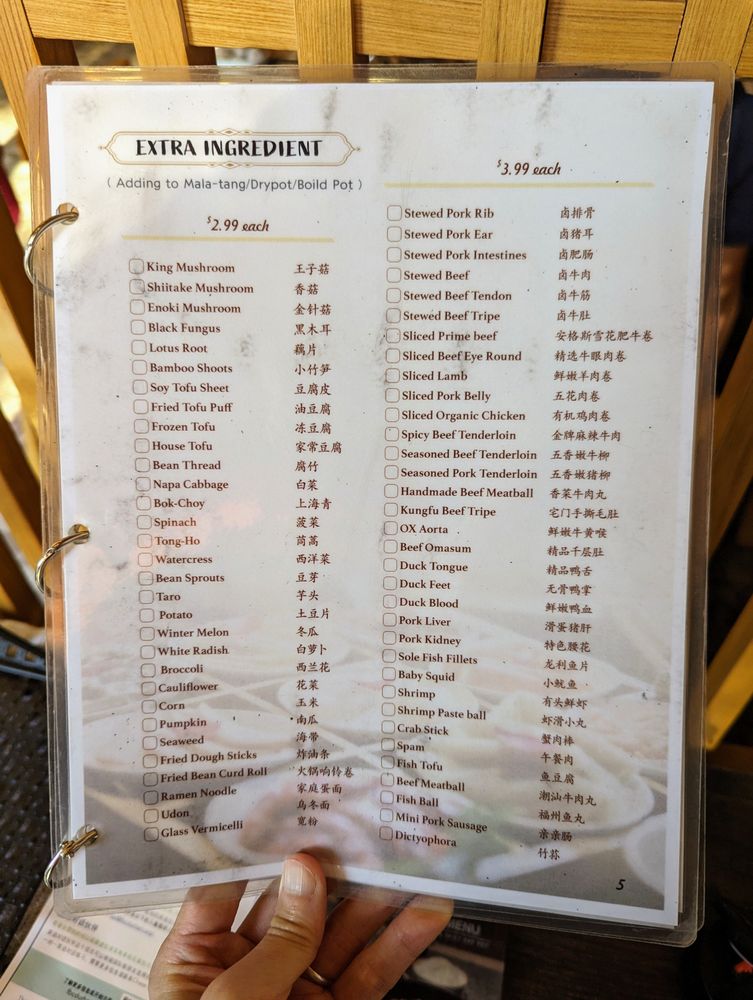 EXTRA INGREDIENT
( Adding to Mala-tang/Drypot/Boild Pot )
$2.99 each
King Mushroom 王子菇
Shiitake Mushroom 香菇
Enoki Mushroom 金针菇
Black Fungus 黑木耳
Lotus Root 藕片
Bamboo Shoots 小竹笋
Soy Tofu Sheet 豆腐皮
Fried Tofu Puff 油豆腐
Frozen Tofu 冻豆腐
House Tofu 家常豆腐
Bean Thread 腐竹
Napa Cabbage 白菜
Bok-Choy 上海青
Spinach 菠菜
Tong-Ho 茼蒿
Watercress 西洋菜
Bean Sprouts 豆芽
Taro 芋头
Potato 土豆片
Winter Melon 冬瓜
White Radish 白萝卜
Broccoli 西兰花
Cauliflower 花菜
Corn 玉米
Pumpkin 南瓜
Seaweed 海带
Fried Dough Sticks 炸油条
Fried Bean Curd Roll 火锅响铃卷
Ramen Noodle 家庭蛋面
Udon 乌冬面
Glass Vermicelli 宽粉
$3.99 each
Stewed Pork Rib 卤排骨
Stewed Pork Ear 卤猪耳
Stewed Pork Intestines 卤肥肠
Stewed Beef 卤牛肉
Stewed Beef Tendon 卤牛筋
Stewed Beef Tripe 卤牛肚
Sliced Prime beef 安格斯雪花肥牛卷
Sliced Beef Eye Round 精选牛眼肉卷
Sliced Lamb 鲜嫩羊肉卷
Sliced Pork Belly 五花肉卷
Sliced Organic Chicken 有机鸡肉卷
Spicy Beef Tenderloin 金牌麻辣牛肉
Seasoned Beef Tenderloin 五香嫩牛柳
Seasoned Pork Tenderloin 五香嫩猪柳
Handmade Beef Meatball 香菜牛肉丸
Kungfu Beef Tripe 宅门手撕毛肚
OX Aorta 鲜嫩牛黄喉
Beef Omasum 精品千层肚
Duck Tongue 精品鸭舌
Duck Feet 无骨鸭掌
Duck Blood 鲜嫩鸭血
Pork Liver 滑蛋猪肝
Pork Kidney 特色腰花
Sole Fish Fillets 龙利鱼片
Baby Squid 小鱿鱼
Shrimp 有头鲜虾
Shrimp Paste ball 虾滑小丸
Crab Stick 蟹肉棒
Spam 午餐肉
Fish Tofu 鱼豆腐
Beef Meatball 潮汕牛肉丸
Fish Ball 福州鱼丸
Mini Pork Sausage 亲亲肠
Dictyophora 竹荪
5
MENU